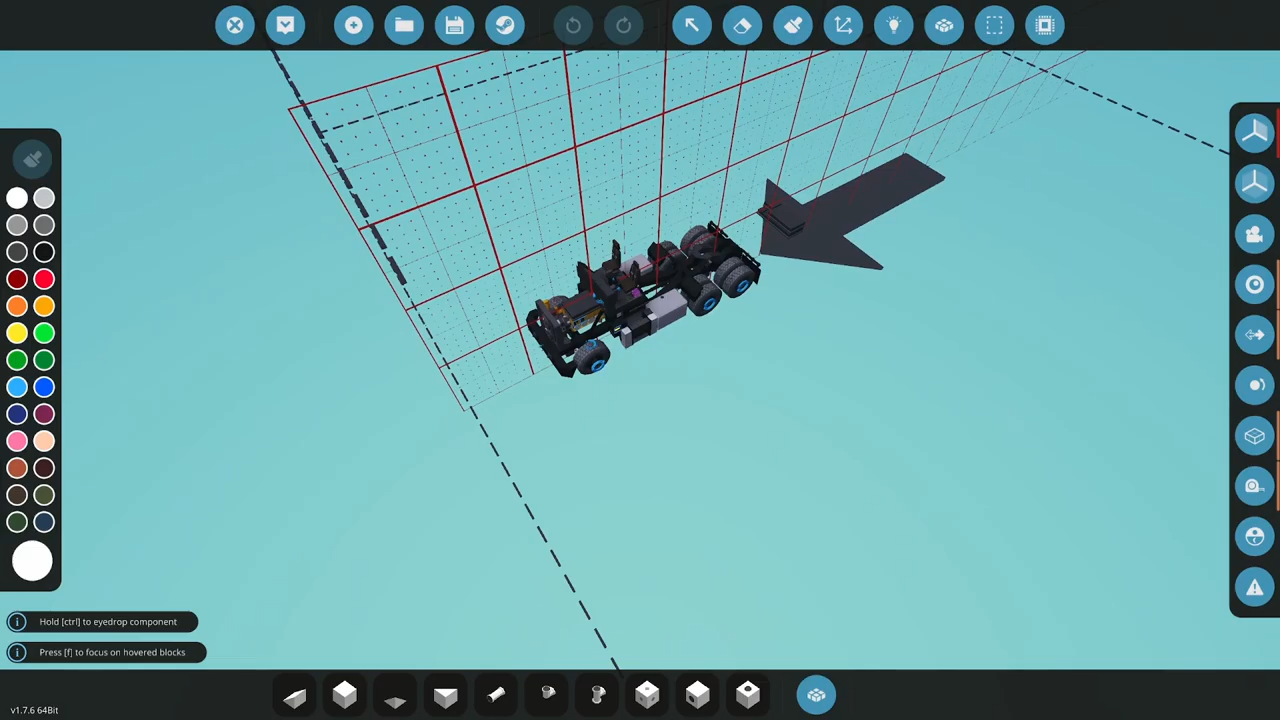 Hold [ctrl] to eyedrop component
Press [f] to focus on hovered blocks
v1.7.6 64Bit